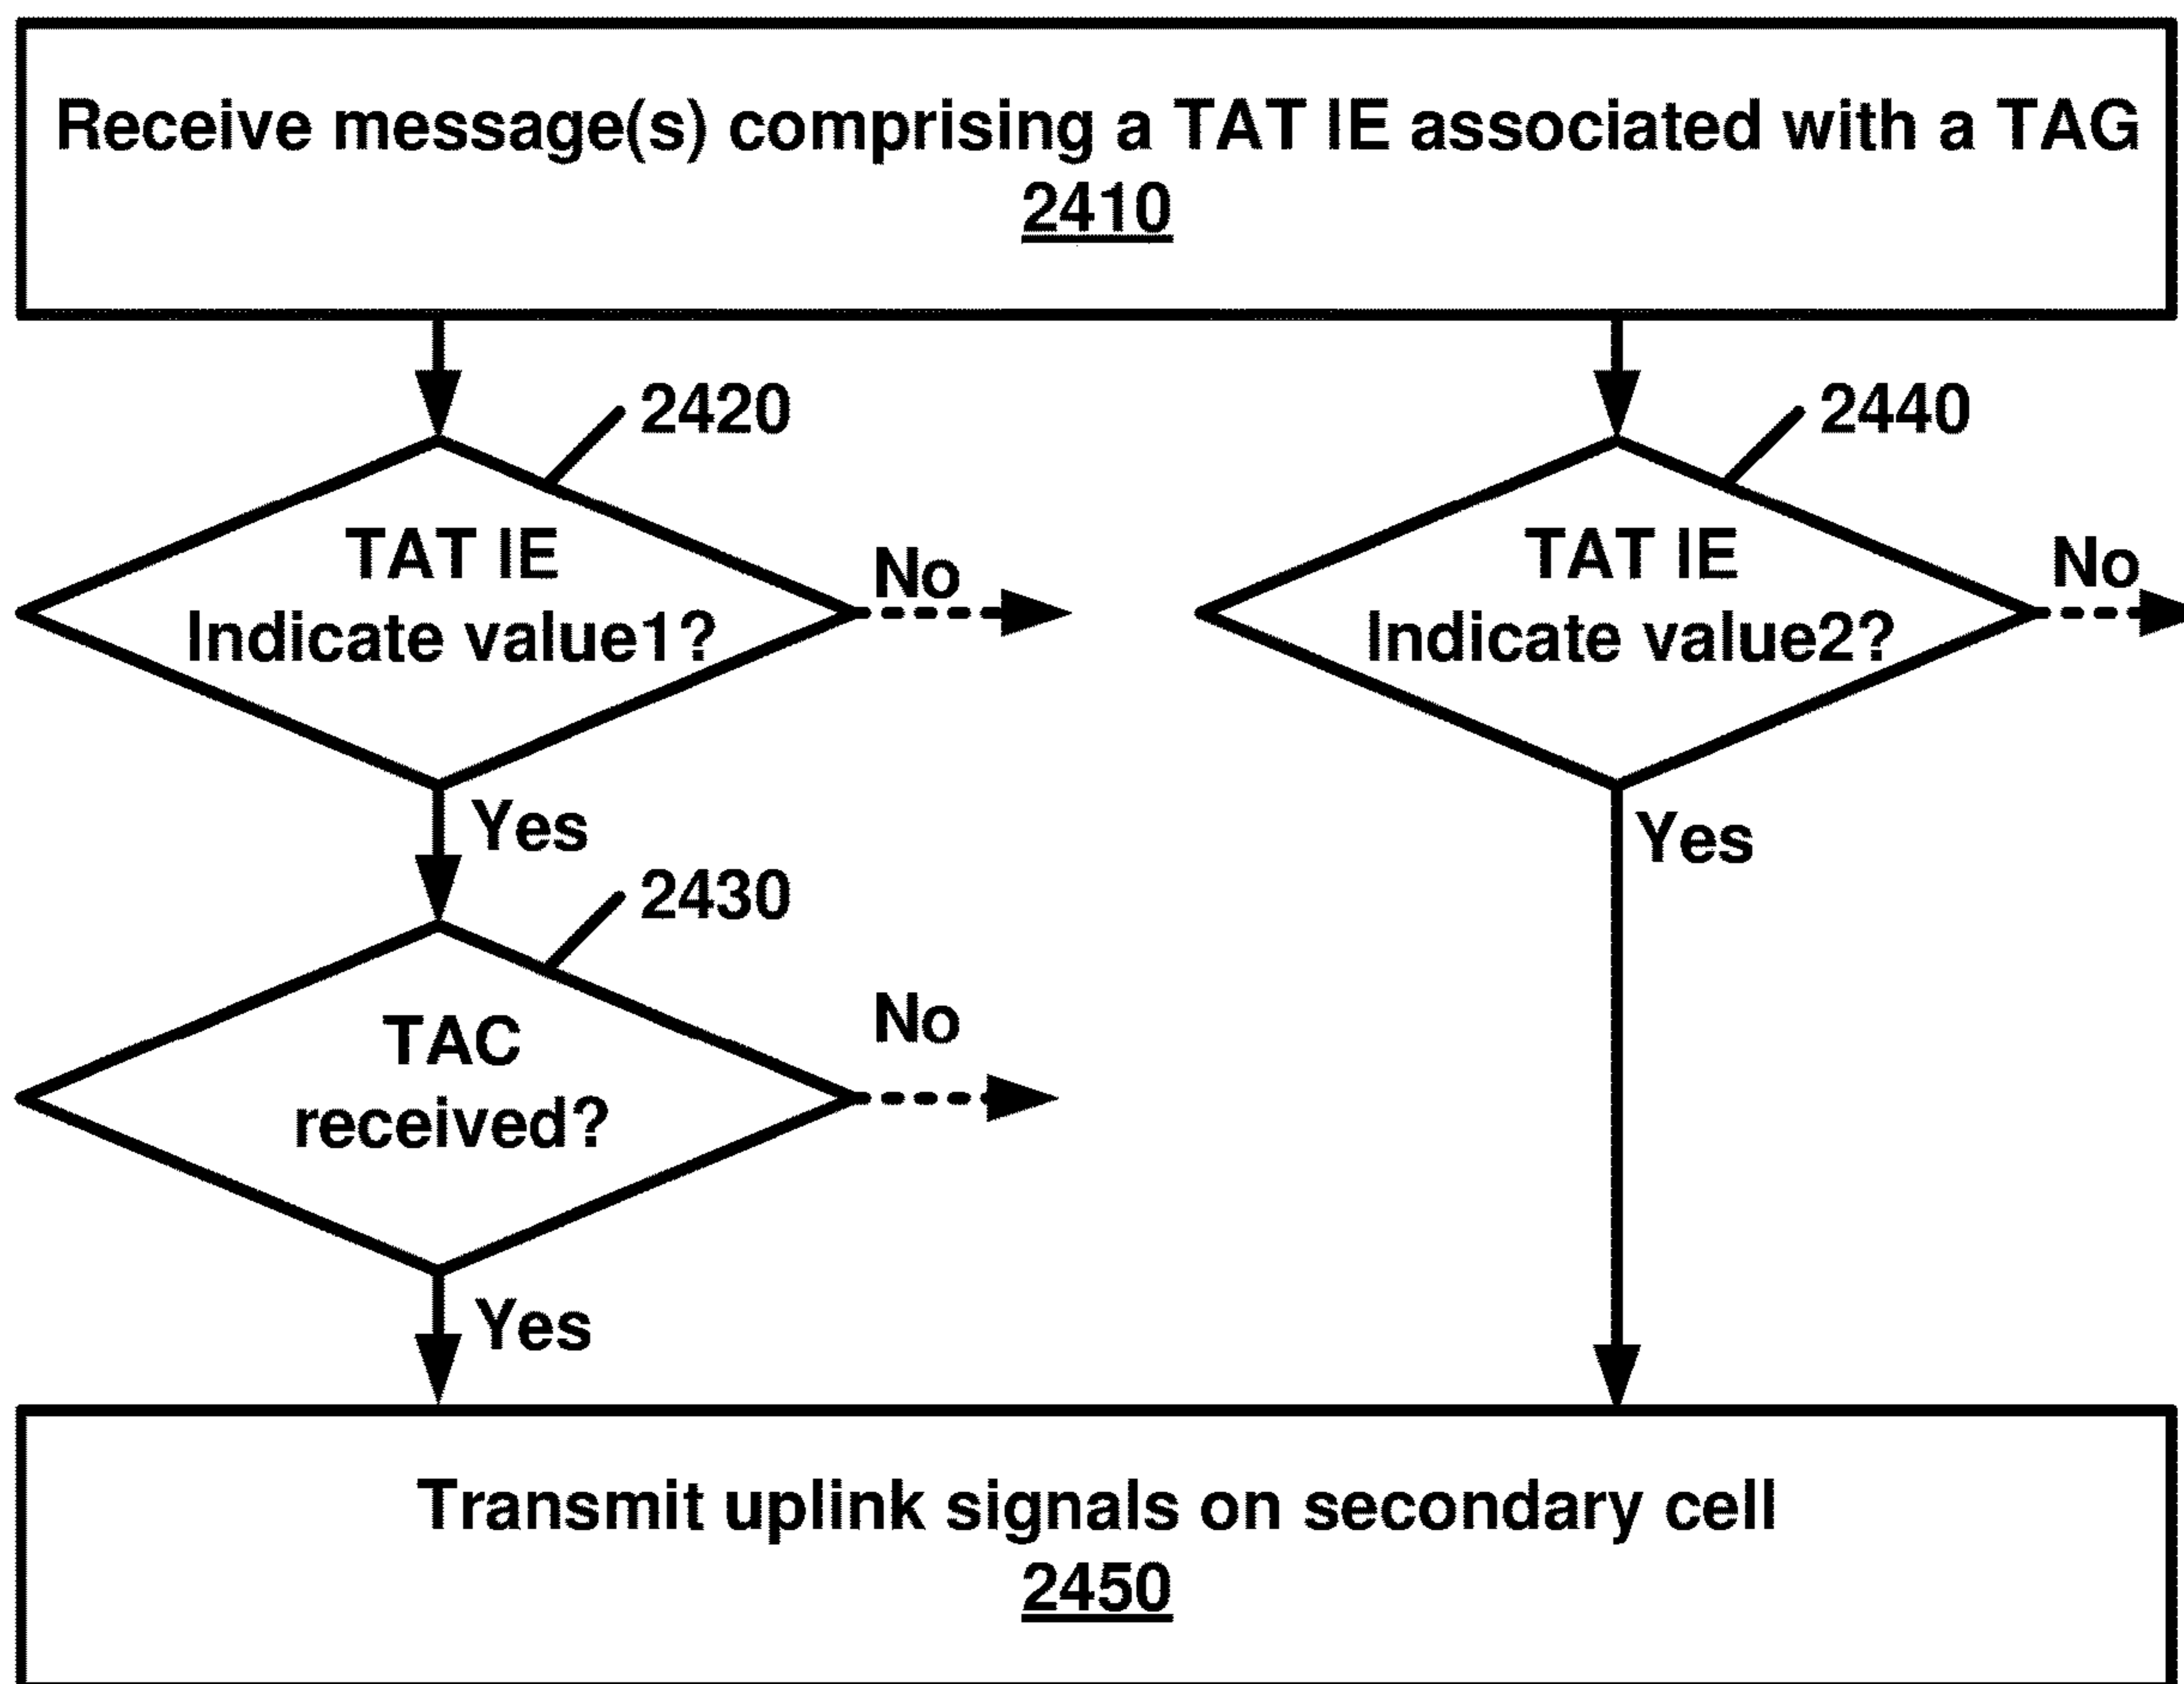 Receive message(s) comprising a TAT IE associated with a TAG
2410
2420
TAT IE
Indicate value1?
No
Yes
2440
TAT IE
Indicate value2?
No
Yes
2430
TAC
received?
No
Yes
Transmit uplink signals on secondary cell
2450